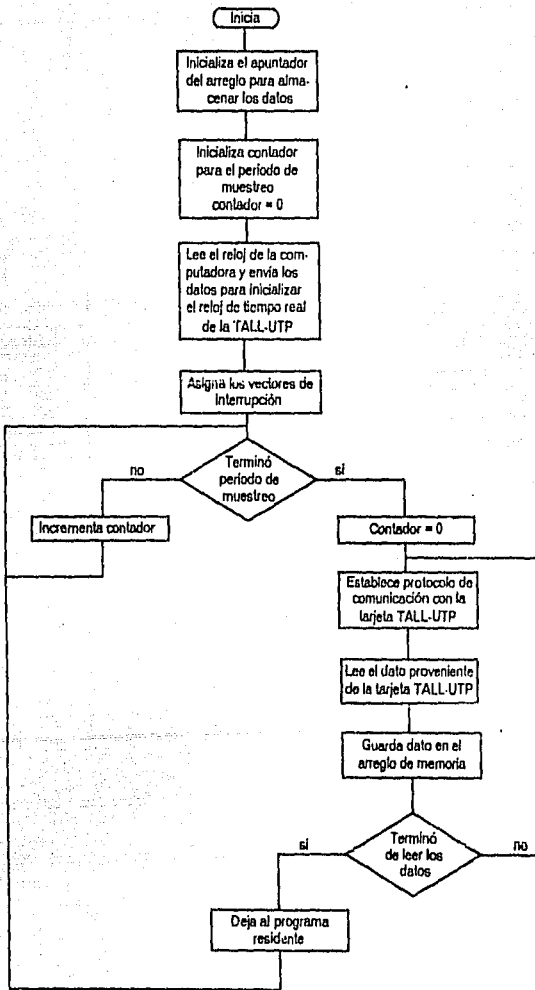 Inicia
Inicializa el apuntador
del arreglo para alma-
cenar los datos
Inicializa contador
para el período de
muestreo
contador = 0
Lee el reloj de la com-
putadora y envía los
datos para inicializar
el reloj de tiempo real
de la TALL-UTP
Asigna los vectores de
Interrupción
Terminó
período de
muestreo
no
sí
Incrementa contador
Contador = 0
Establece protocolo de
comunicación con la
tarjeta TALL-UTP
Lee el dato proveniente
de la tarjeta TALL-UTP
Guarda dato en el
arreglo de memoria
Terminó
de leer los
datos
sí
no
Deja al programa
residente